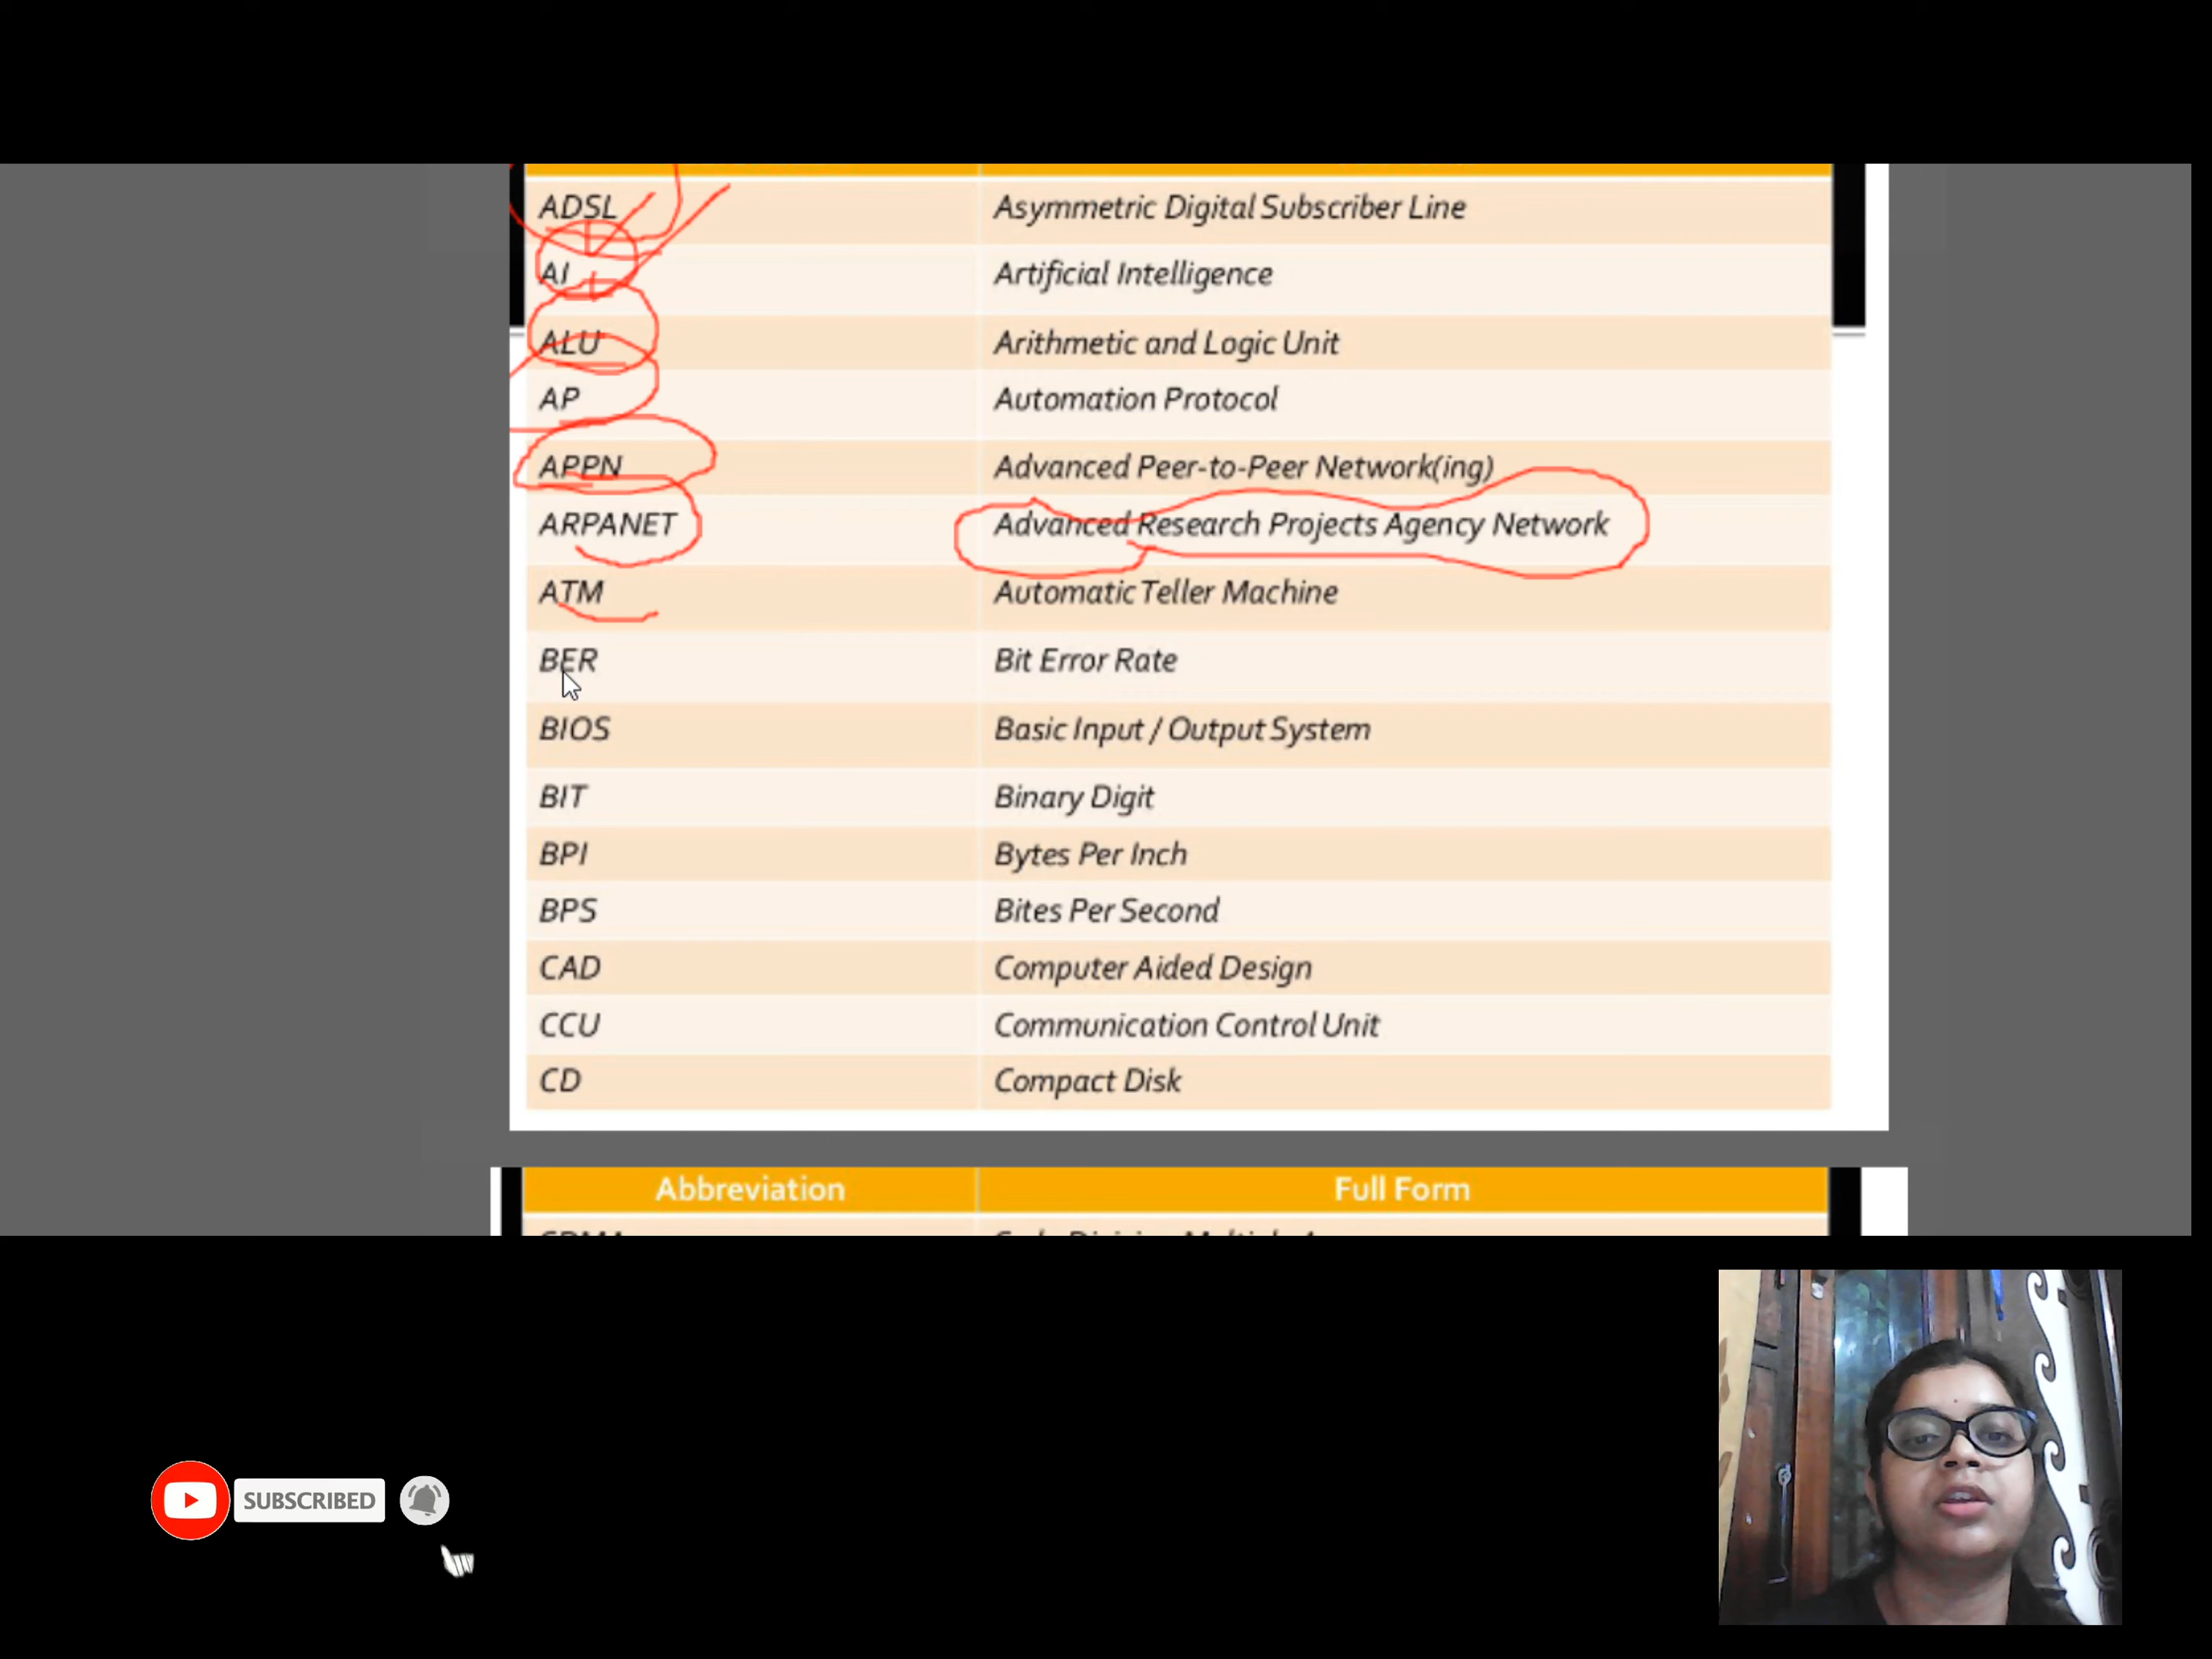 ADSL Asymmetric Digital Subscriber Line
AI Artificial Intelligence
ALU Arithmetic and Logic Unit
AP Automation Protocol
APPN Advanced Peer-to-Peer Network(ing)
ARPANET Advanced Research Projects Agency Network
ATM Automatic Teller Machine
BER Bit Error Rate
BIOS Basic Input / Output System
BIT Binary Digit
BPI Bytes Per Inch
BPS Bites Per Second
CAD Computer Aided Design
CCU Communication Control Unit
CD Compact Disk
Abbreviation Full Form
SUBSCRIBED